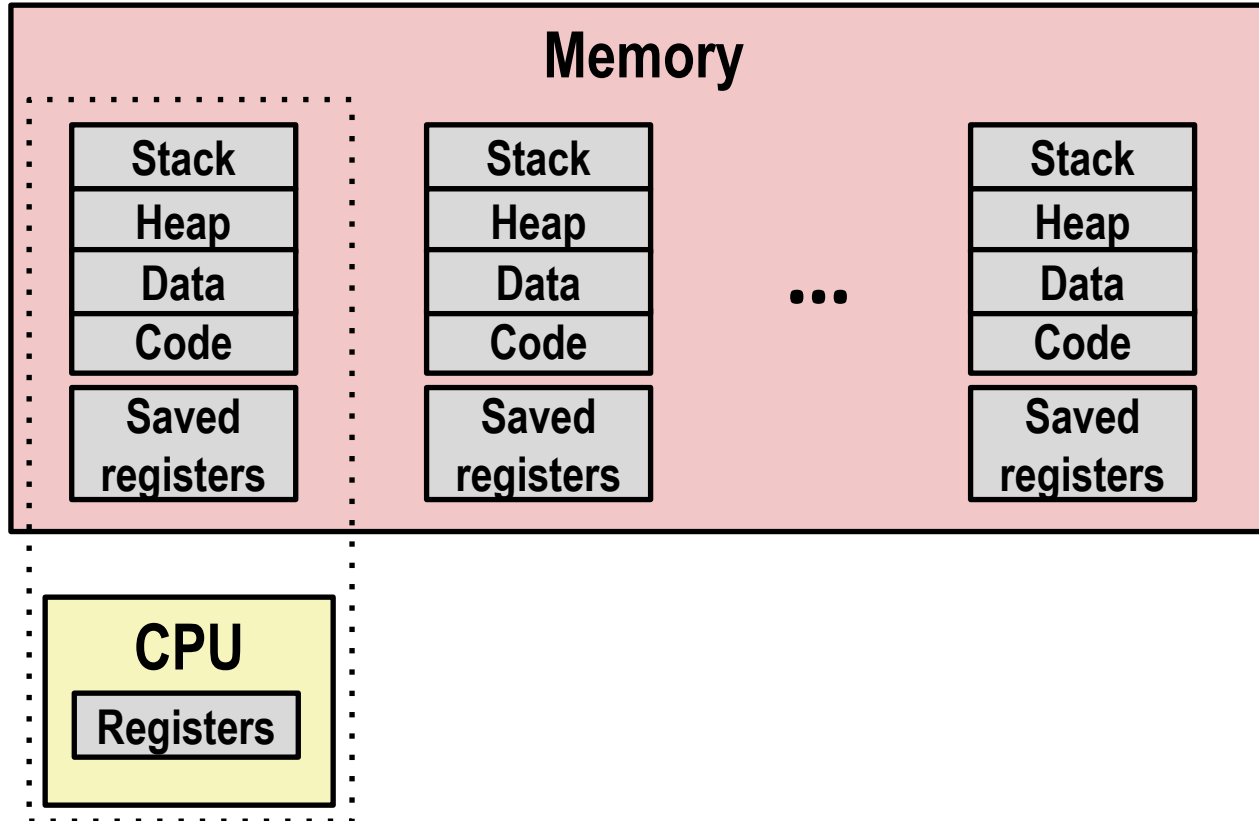 Memory
Stack
Heap
Data
Code
Saved
registers
Stack
Heap
Data
Code
Saved
registers
...
Stack
Heap
Data
Code
Saved
registers
CPU
Registers